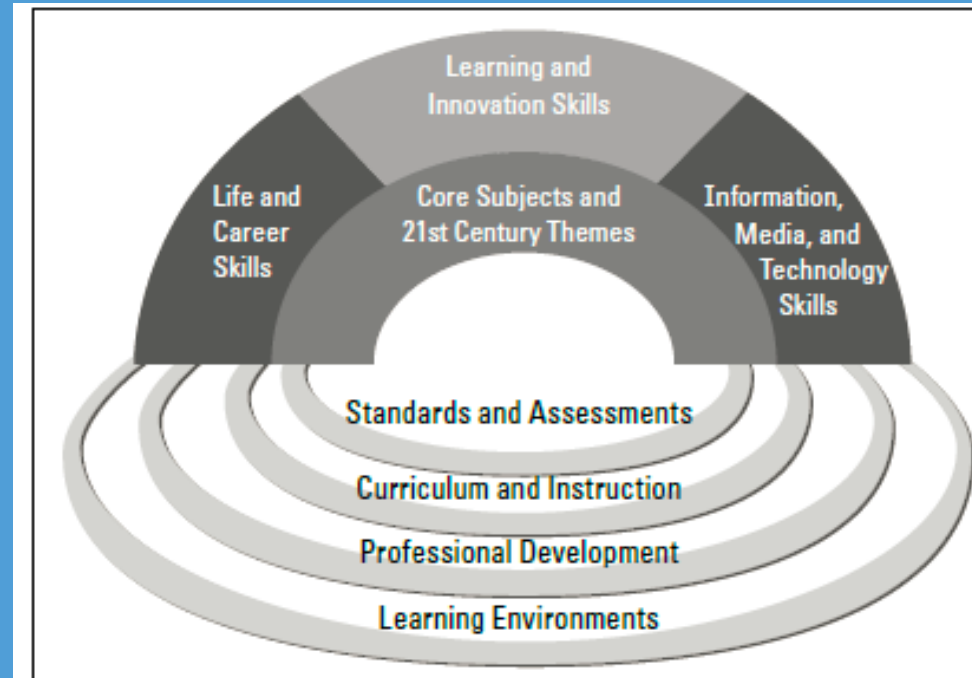 Learning and
Innovation Skills
Life and
Career
Skills
Core Subjects and
21st Century Themes
Information,
Media, and
Technology
Skills
Standards and Assessments
Curriculum and Instruction
Professional Development
Learning Environments